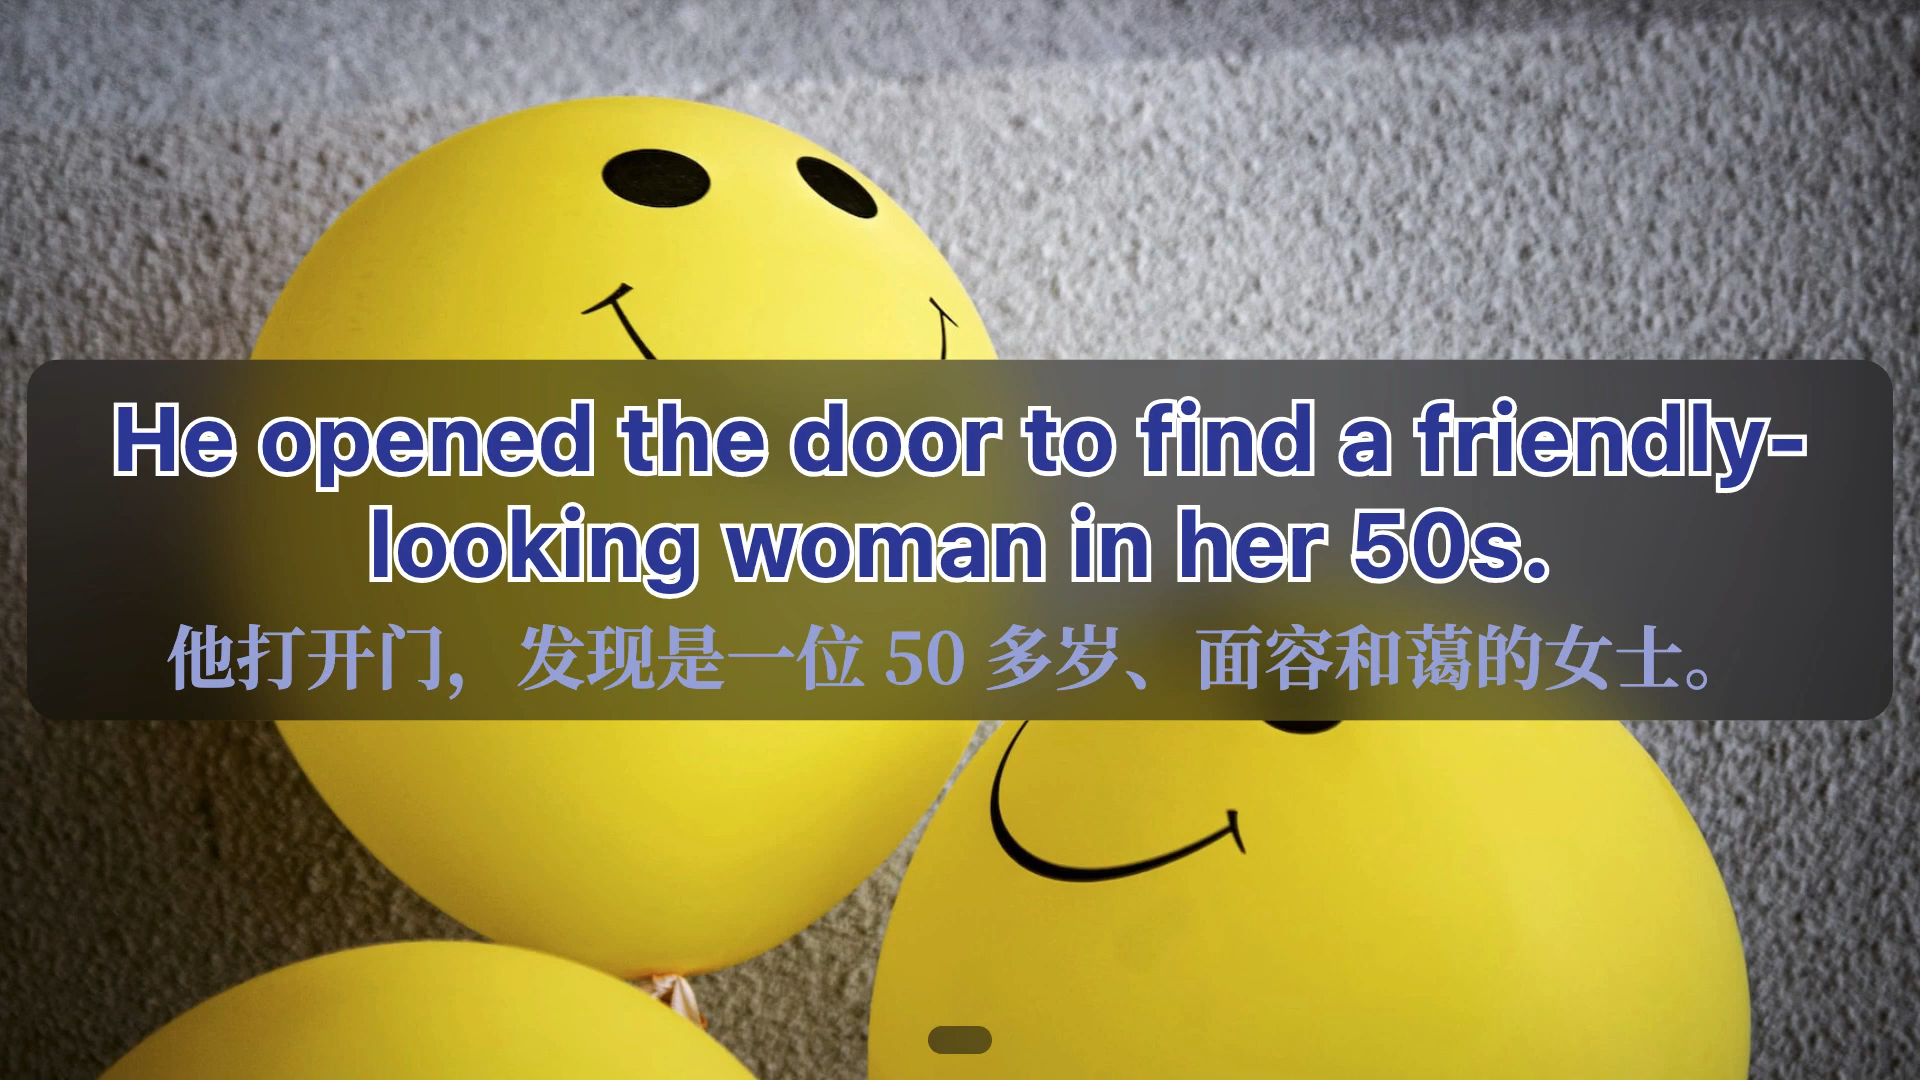 He opened the door to find a friendly-
looking woman in her 50s.
他打开门，发现是一位 50 多岁、面容和蔼的女士。